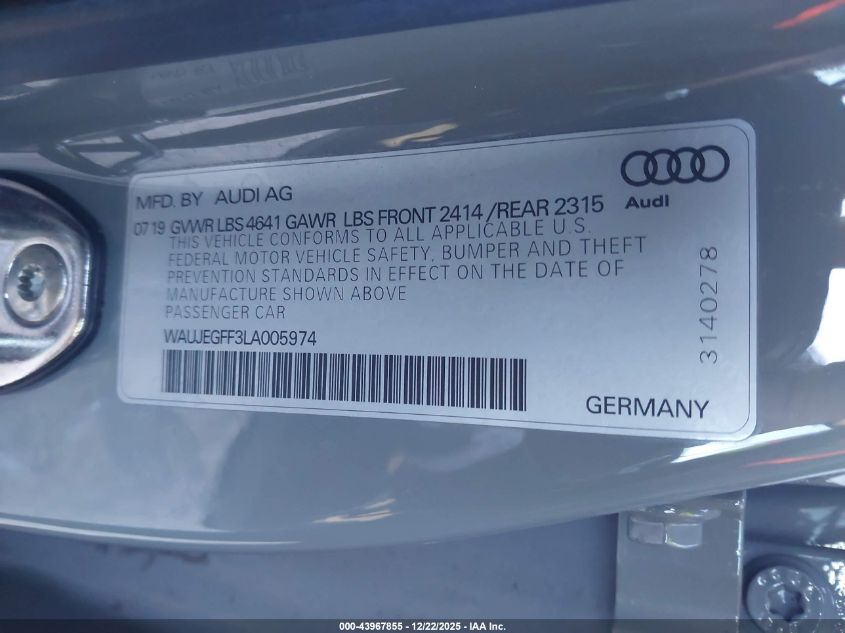 MFD. BY AUDI AG
Audi
07 19 GVWR LBS 4641 GAWR LBS FRONT 2414 /REAR 2315
THIS VEHICLE CONFORMS TO ALL APPLICABLE U.S.
FEDERAL MOTOR VEHICLE SAFETY, BUMPER AND THEFT
PREVENTION STANDARDS IN EFFECT ON THE DATE OF
MANUFACTURE SHOWN ABOVE
PASSENGER CAR
WAUJEGFF3LA005974
3140278
GERMANY
000-43967855 - 12/22/2025 - IAA Inc.